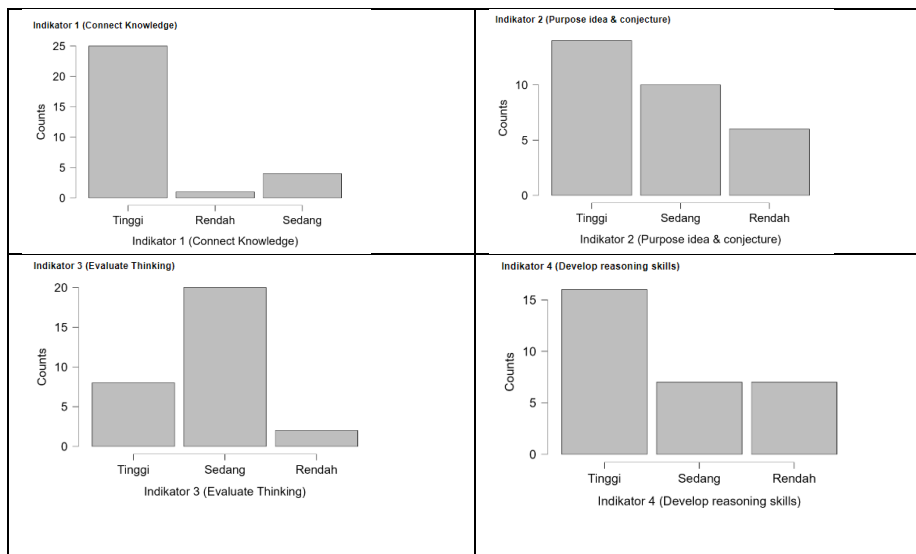 Indikator 1 (Connect Knowledge)
25
20
15
10
5
0
Counts
Tinggi Rendah Sedang
Indikator 1 (Connect Knowledge)
Indikator 2 (Purpose idea & conjecture)
10
5
0
Counts
Tinggi Sedang Rendah
Indikator 2 (Purpose idea & conjecture)
Indikator 3 (Evaluate Thinking)
20
15
10
5
0
Counts
Tinggi Sedang Rendah
Indikator 3 (Evaluate Thinking)
Indikator 4 (Develop reasoning skills)
15
10
5
0
Counts
Tinggi Sedang Rendah
Indikator 4 (Develop reasoning skills)